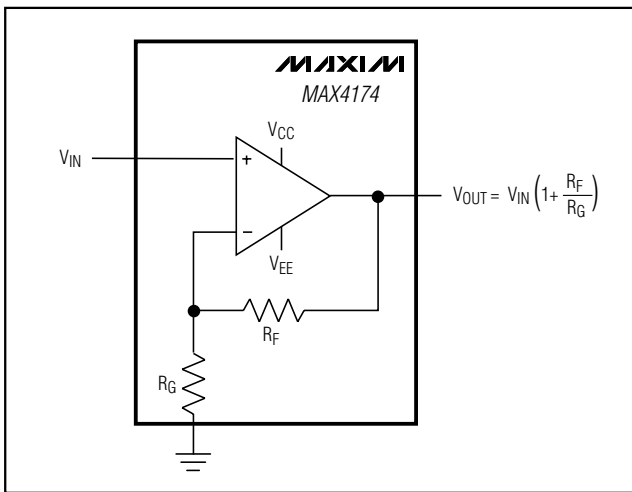 MAXIM
MAX4174
VCC
VIN
+
VOUT = VIN (1+ RF/RG)
−
VEE
RF
RG